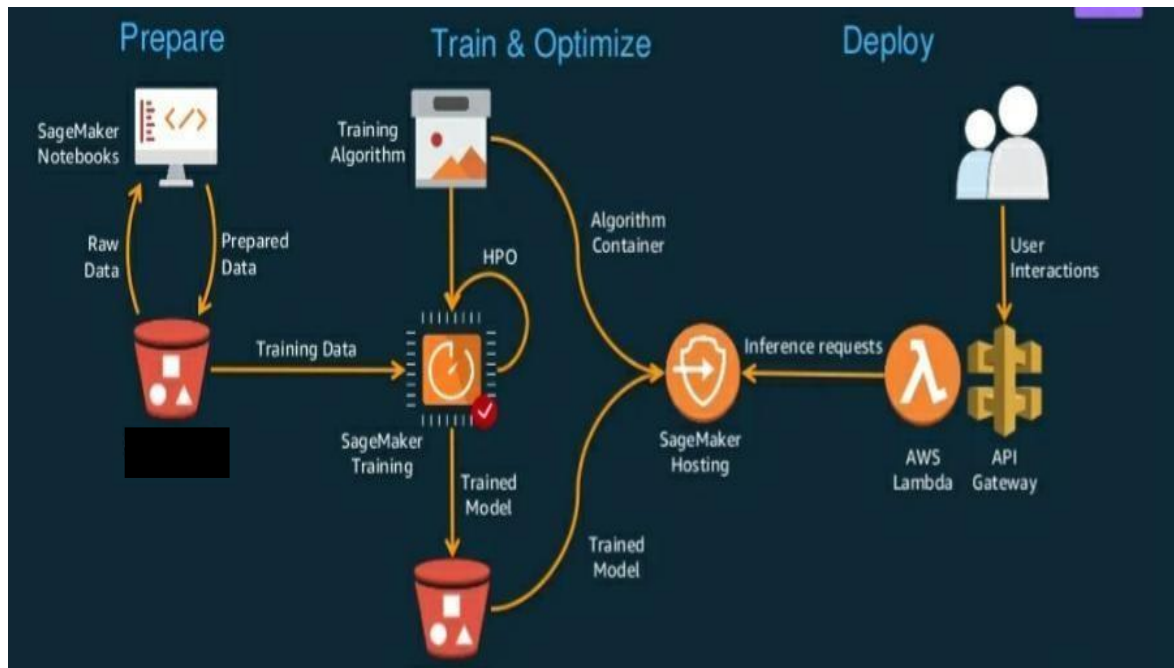 Prepare
Train & Optimize
Deploy
SageMaker
Notebooks
Training
Algorithm
Raw
Data
Prepared
Data
HPO
Algorithm
Container
User
Interactions
Training Data
Inference requests
SageMaker
Training
SageMaker
Hosting
AWS
Lambda
API
Gateway
Trained
Model
Trained
Model